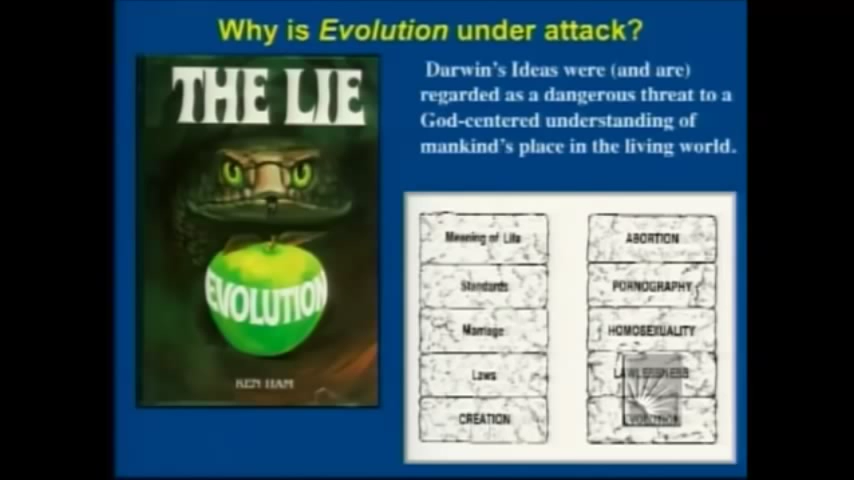 Why is Evolution under attack?
THE LIE
EVOLUTION
KEN HAM
Darwin's Ideas were (and are)
regarded as a dangerous threat to a
God-centered understanding of
mankind's place in the living world.
Meaning of Life
Standards
Marriage
Laws
CREATION
ABORTION
PORNOGRAPHY
HOMOSEXUALITY
LAWLESSNESS
EVOLUTION